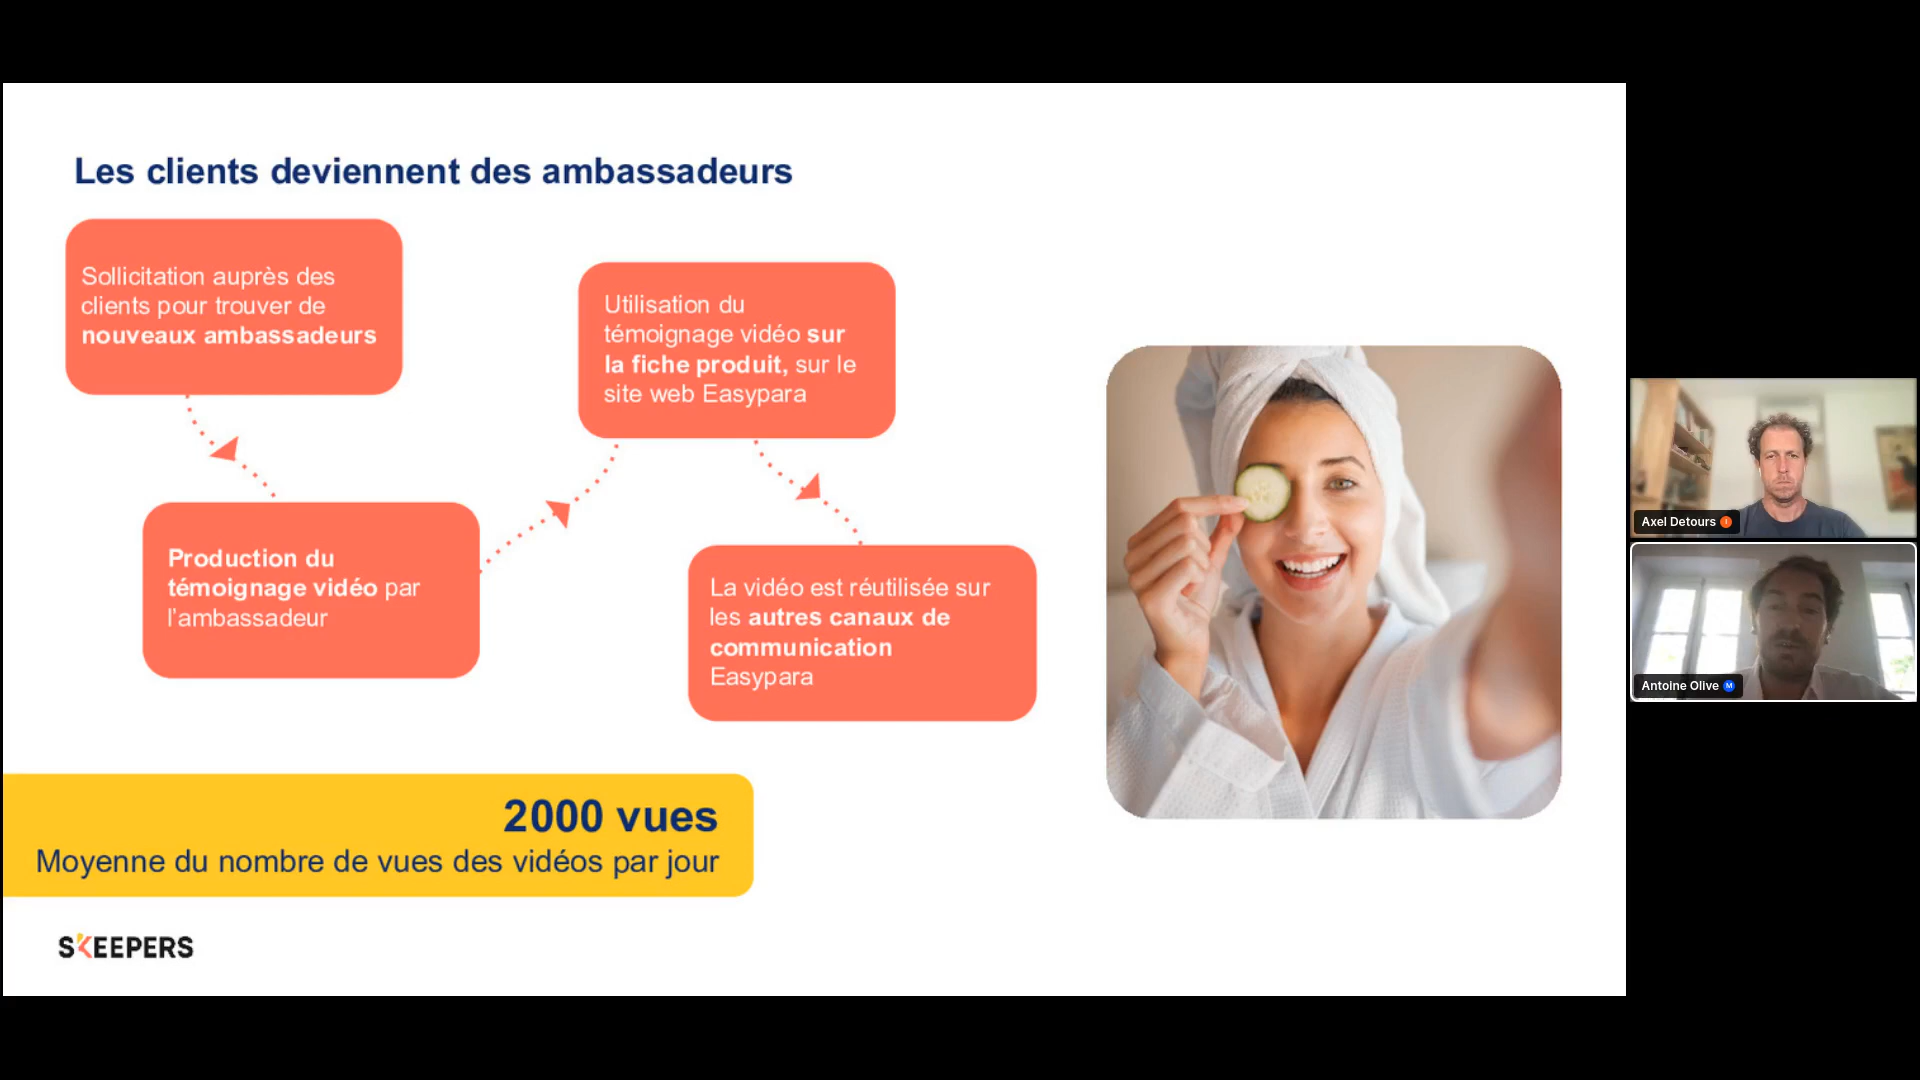 Les clients deviennent des ambassadeurs
Sollicitation auprès des
clients pour trouver de
nouveaux ambassadeurs
Production du
témoignage vidéo par
l'ambassadeur
Utilisation du
témoignage vidéo sur
la fiche produit, sur le
site web Easypara
La vidéo est réutilisée sur
les autres canaux de
communication
Easypara
2000 vues
Moyenne du nombre de vues des vidéos par jour
SKEEPERS
Axel Detours I
Antoine Olive M